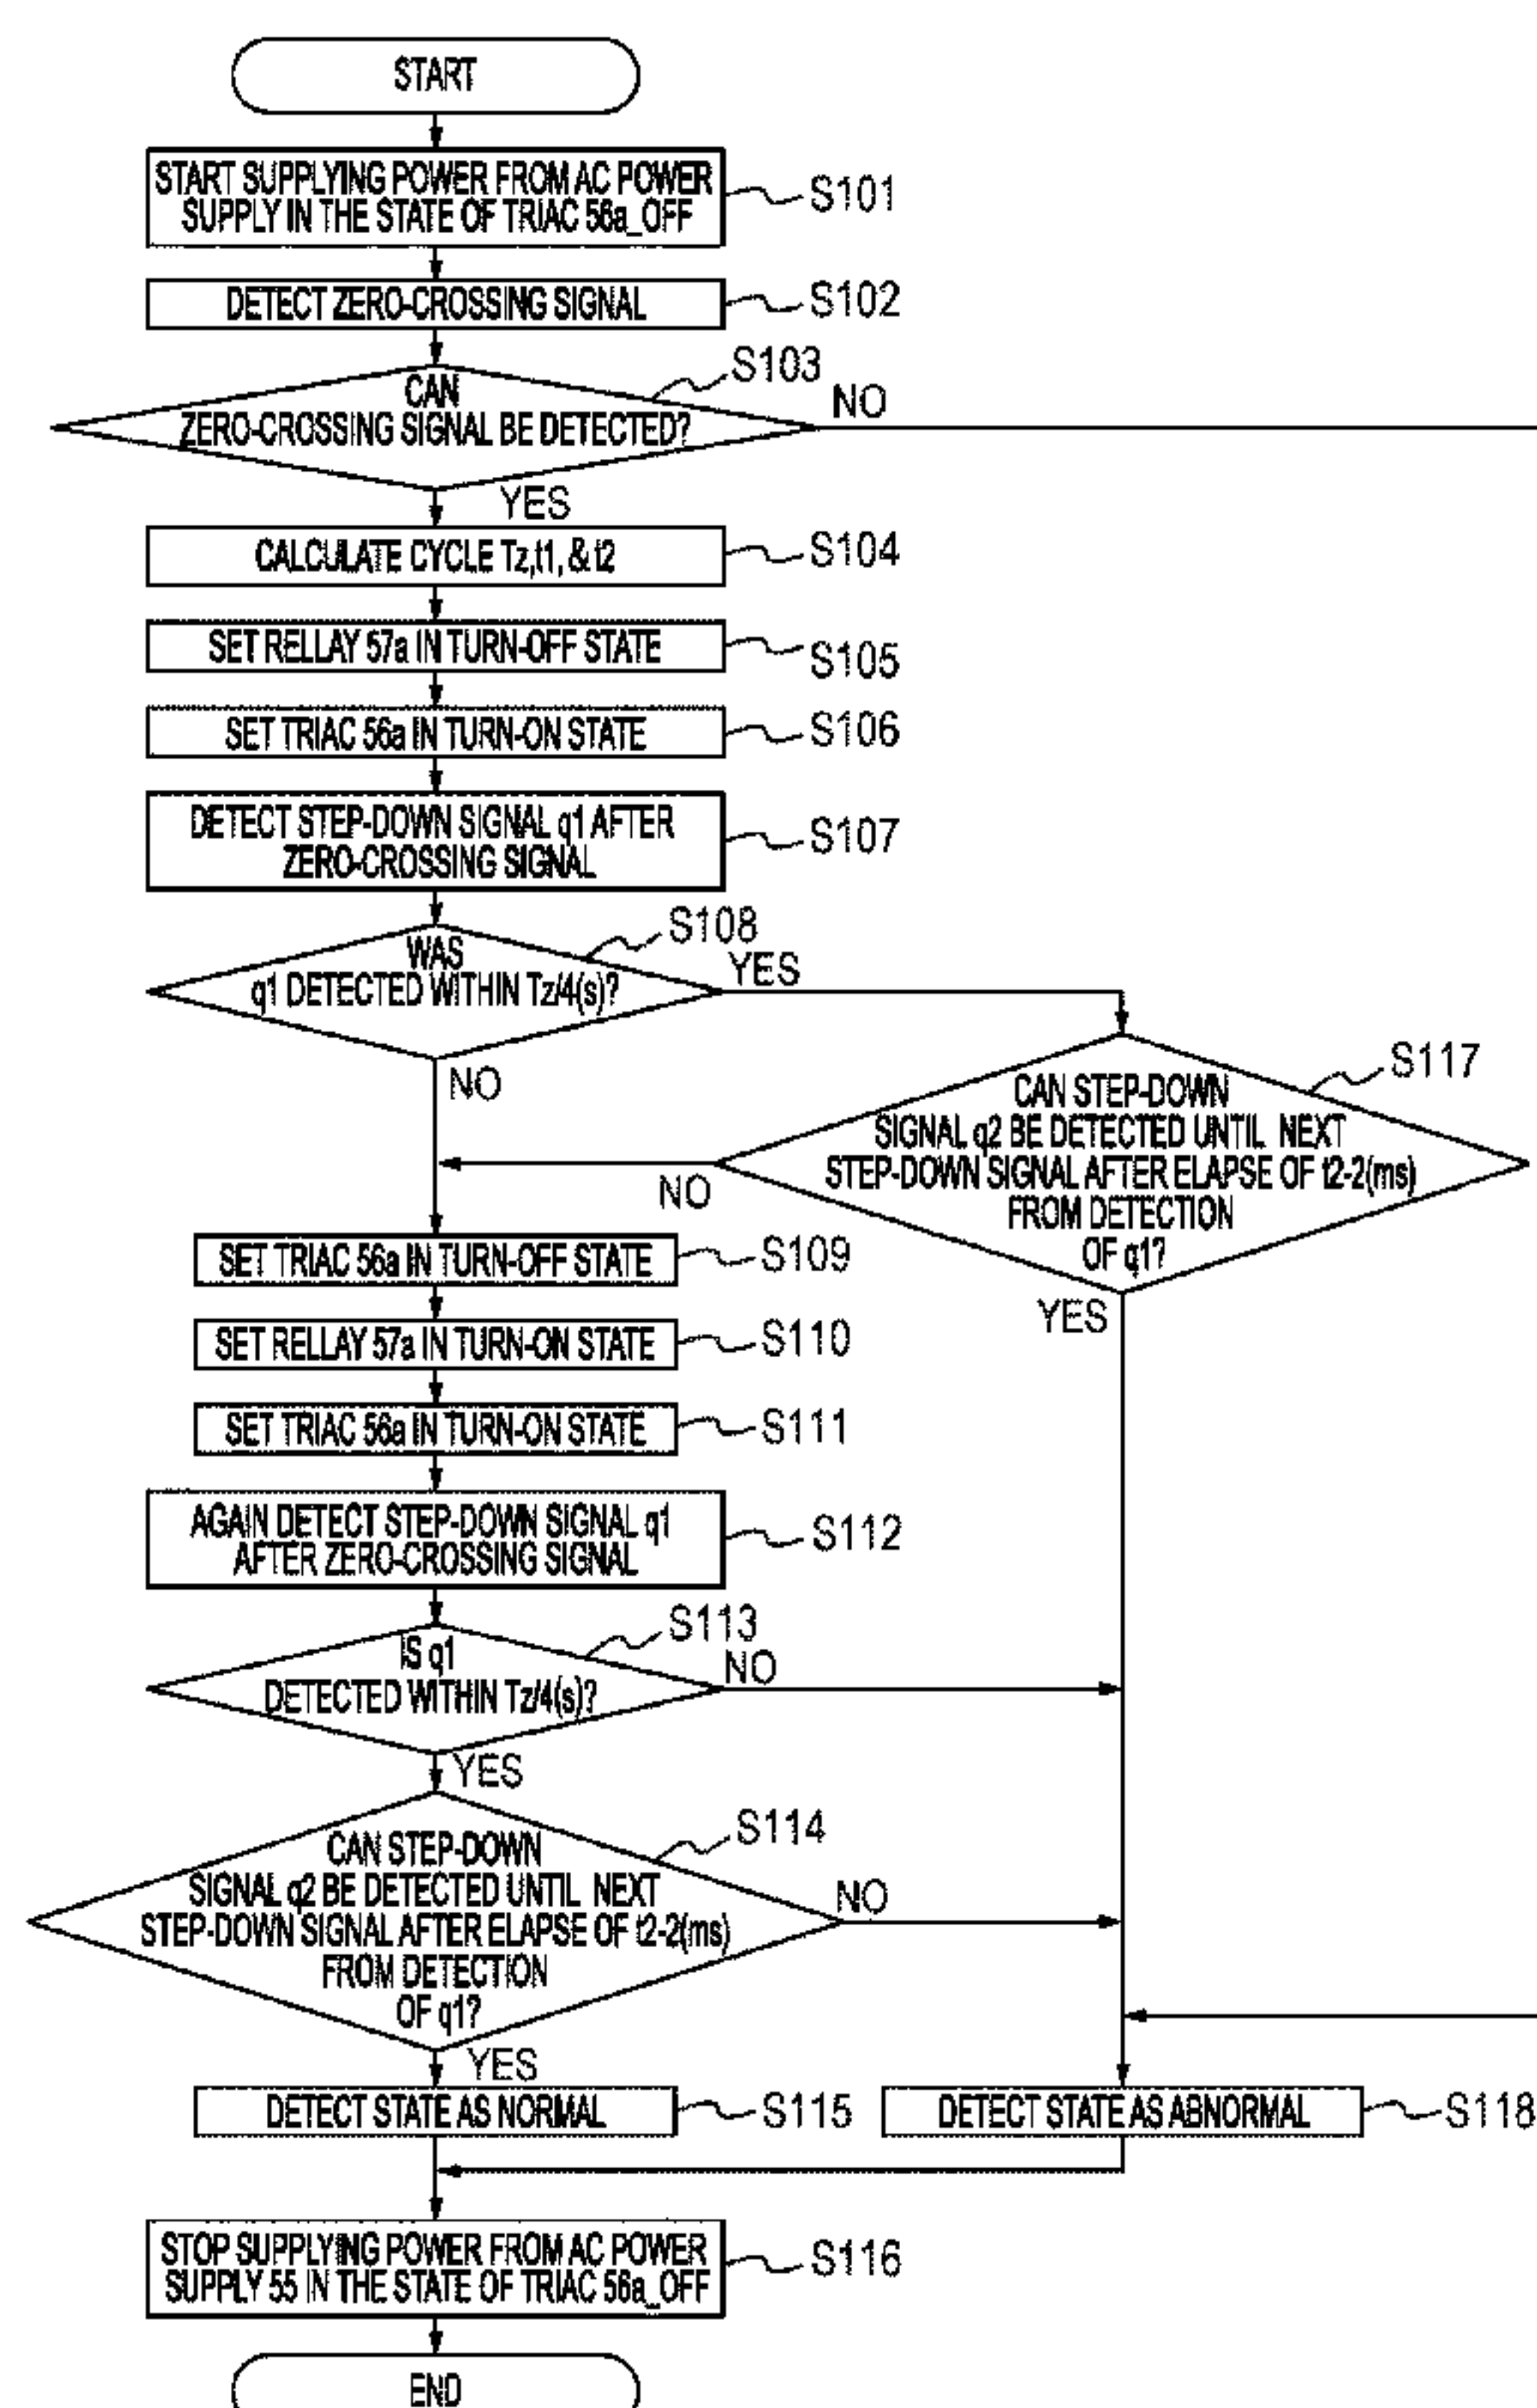 START
START SUPPLYING POWER FROM AC POWER
SUPPLY IN THE STATE OF TRIAC 56a_OFF
S101
DETECT ZERO-CROSSING SIGNAL
S102
S103
CAN
ZERO-CROSSING SIGNAL BE DETECTED?
NO
YES
CALCULATE CYCLE Tz,t1, & t2
S104
SET RELLAY 57a IN TURN-OFF STATE
S105
SET TRIAC 56a IN TURN-ON STATE
S106
DETECT STEP-DOWN SIGNAL q1 AFTER
ZERO-CROSSING SIGNAL
S107
S108
WAS
q1 DETECTED WITHIN Tz/4(s)?
YES
NO
S117
CAN STEP-DOWN
SIGNAL q2 BE DETECTED UNTIL NEXT
STEP-DOWN SIGNAL AFTER ELAPSE OF t2-2(ms)
FROM DETECTION
OF q1?
NO
YES
SET TRIAC 56a IN TURN-OFF STATE
S109
SET RELLAY 57a IN TURN-ON STATE
S110
SET TRIAC 56a IN TURN-ON STATE
S111
AGAIN DETECT STEP-DOWN SIGNAL q1
AFTER ZERO-CROSSING SIGNAL
S112
S113
IS q1
DETECTED WITHIN Tz/4(s)?
NO
YES
S114
CAN STEP-DOWN
SIGNAL q2 BE DETECTED UNTIL NEXT
STEP-DOWN SIGNAL AFTER ELAPSE OF t2-2(ms)
FROM DETECTION
OF q1?
NO
YES
DETECT STATE AS NORMAL
S115
DETECT STATE AS ABNORMAL
S118
STOP SUPPLYING POWER FROM AC POWER
SUPPLY 55 IN THE STATE OF TRIAC 56a_OFF
S116
END